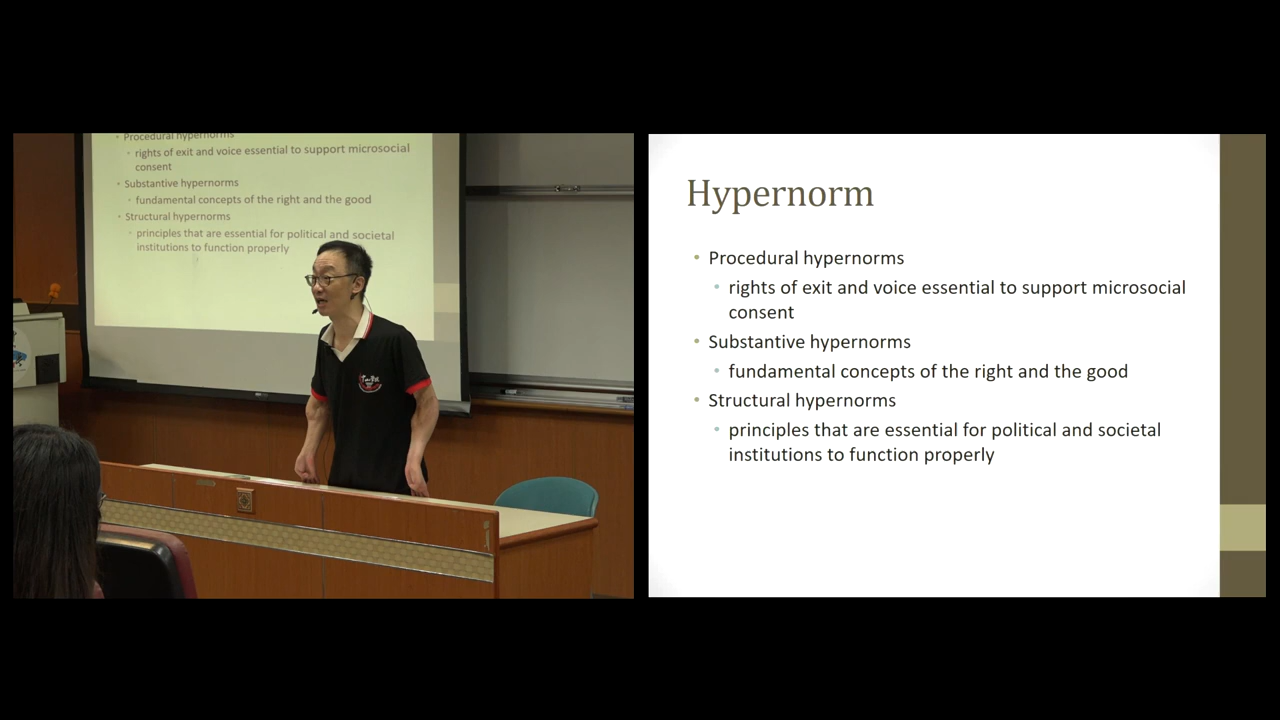 Procedural hypernorms
rights of exit and voice essential to support microsocial
consent
Substantive hypernorms
fundamental concepts of the right and the good
Structural hypernorms
principles that are essential for political and societal
institutions to function properly
Hypernorm
Procedural hypernorms
rights of exit and voice essential to support microsocial
consent
Substantive hypernorms
fundamental concepts of the right and the good
Structural hypernorms
principles that are essential for political and societal
institutions to function properly